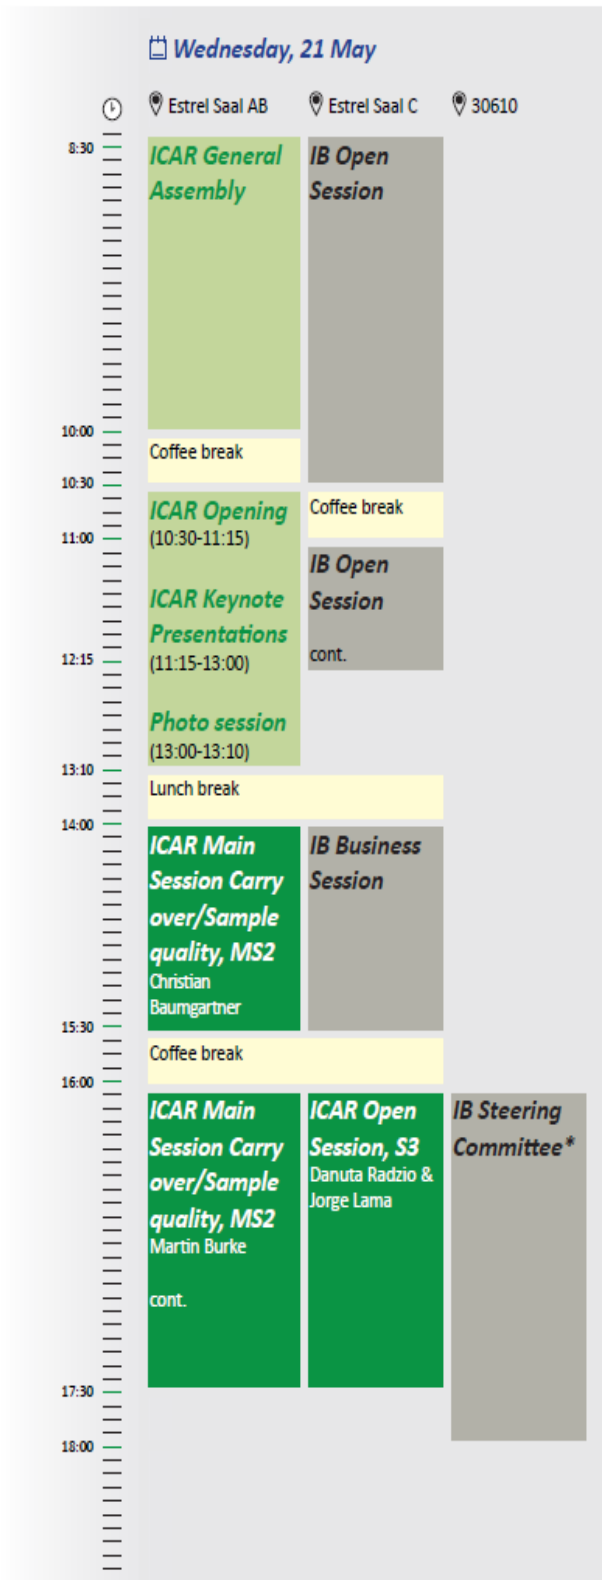 Wednesday, 21 May
Estrel Saal AB
Estrel Saal C
30610
8:30
10:00
10:30
11:00
12:15
13:10
14:00
15:30
16:00
17:30
18:00
ICAR General
Assembly
Coffee break
ICAR Opening
(10:30-11:15)
ICAR Keynote
Presentations
(11:15-13:00)
Photo session
(13:00-13:10)
IB Open
Session
Coffee break
IB Open
Session
cont.
Lunch break
ICAR Main
Session Carry
over/Sample
quality, MS2
Christian
Baumgartner
IB Business
Session
Coffee break
ICAR Main
Session Carry
over/Sample
quality, MS2
Martin Burke
cont.
ICAR Open
Session, S3
Danuta Radzio &
Jorge Lama
IB Steering
Committee*